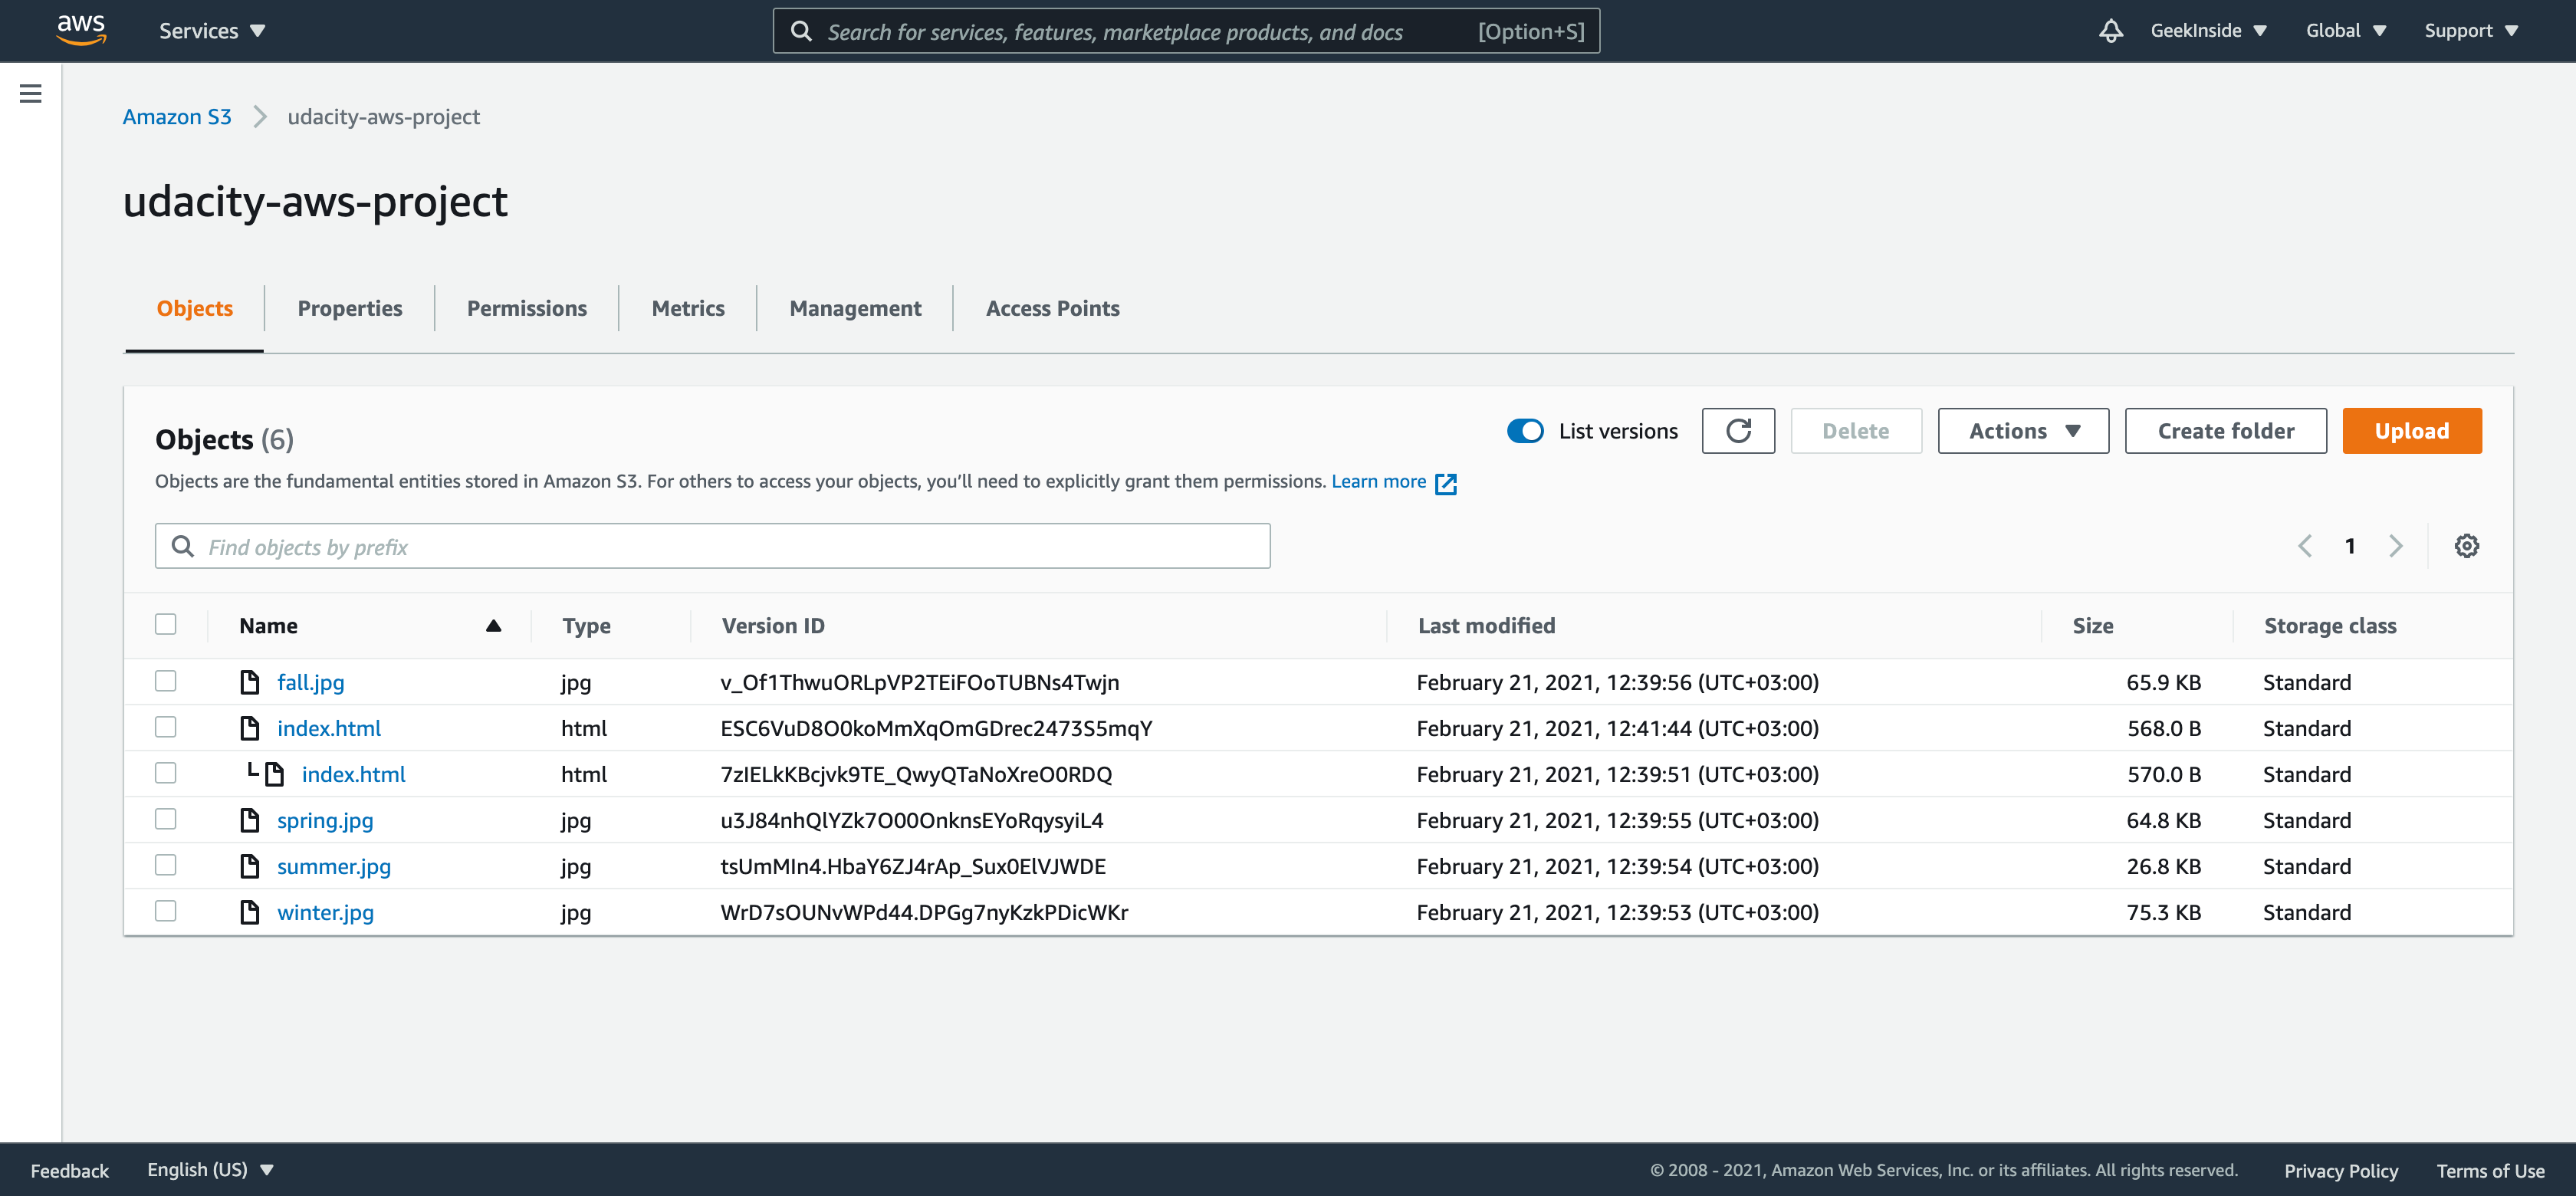 aws Services Search for services, features, marketplace products, and docs [Option+S] GeekInside Global Support
Amazon S3 udacity-aws-project
udacity-aws-project
Objects Properties Permissions Metrics Management Access Points
Objects (6) List versions Delete Actions Create folder Upload
Objects are the fundamental entities stored in Amazon S3. For others to access your objects, you’ll need to explicitly grant them permissions. Learn more
Find objects by prefix 1
Name Type Version ID Last modified Size Storage class
fall.jpg jpg v_Of1ThwuORLpVP2TEiFOoTUBNs4Twjn February 21, 2021, 12:39:56 (UTC+03:00) 65.9 KB Standard
index.html html ESC6VuD8O0koMmXqOmGDrec2473S5mqY February 21, 2021, 12:41:44 (UTC+03:00) 568.0 B Standard
index.html html 7zIELkKBcjvk9TE_QwyQTaNoXreO0RDQ February 21, 2021, 12:39:51 (UTC+03:00) 570.0 B Standard
spring.jpg jpg u3J84nhQlYZk7O00OnknsEYoRqysyiL4 February 21, 2021, 12:39:55 (UTC+03:00) 64.8 KB Standard
summer.jpg jpg tsUmMIn4.HbaY6ZJ4rAp_Sux0ElVJWDE February 21, 2021, 12:39:54 (UTC+03:00) 26.8 KB Standard
winter.jpg jpg WrD7sOUNvWPd44.DPGg7nyKzkPDicWKr February 21, 2021, 12:39:53 (UTC+03:00) 75.3 KB Standard
Feedback English (US) © 2008 - 2021, Amazon Web Services, Inc. or its affiliates. All rights reserved. Privacy Policy Terms of Use